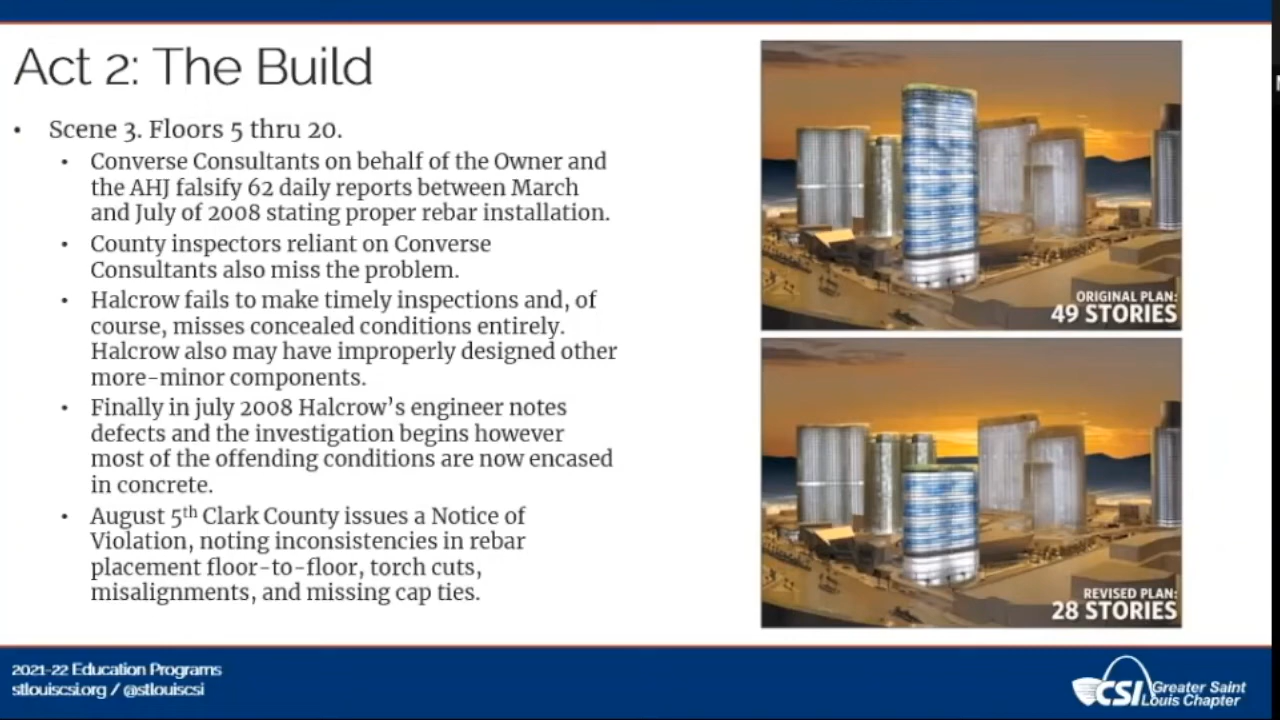 Act 2: The Build
• Scene 3. Floors 5 thru 20.
• Converse Consultants on behalf of the Owner and
the AHJ falsify 62 daily reports between March
and July of 2008 stating proper rebar installation.
• County inspectors reliant on Converse
Consultants also miss the problem.
• Halcrow fails to make timely inspections and, of
course, misses concealed conditions entirely.
Halcrow also may have improperly designed other
more-minor components.
• Finally in july 2008 Halcrow's engineer notes
defects and the investigation begins however
most of the offending conditions are now encased
in concrete.
• August 5th Clark County issues a Notice of
Violation, noting inconsistencies in rebar
placement floor-to-floor, torch cuts,
misalignments, and missing cap ties.
ORIGINAL PLAN:
49 STORIES
REVISED PLAN:
28 STORIES
2021-22 Education Programs
stlouiscsi.org / @stlouiscsi
CSI Greater Saint
Louis Chapter